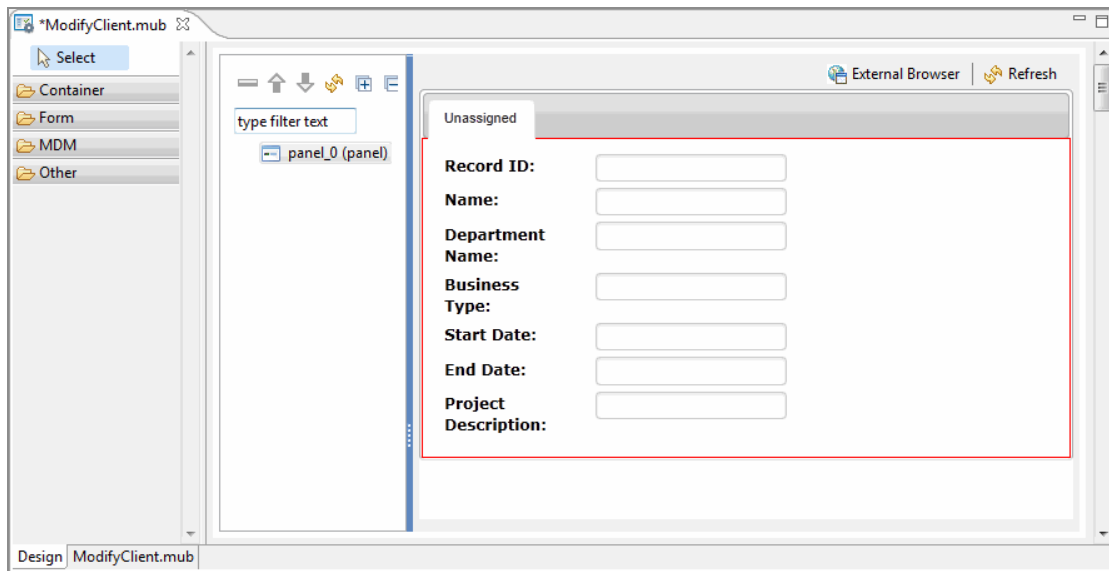 *ModifyClient.mub
Select
Container
Form
MDM
Other
type filter text
panel_0 (panel)
External Browser
Refresh
Unassigned
Record ID:
Name:
Department
Name:
Business
Type:
Start Date:
End Date:
Project
Description:
Design
ModifyClient.mub